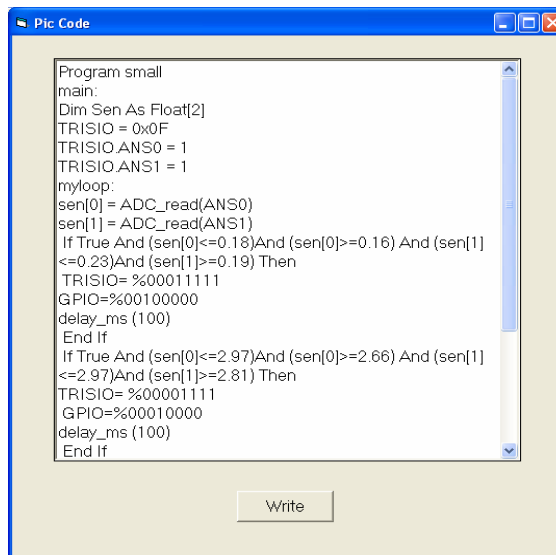 Pic Code
Program small
main:
Dim Sen As Float[2]
TRISIO = 0x0F
TRISIO.ANS0 = 1
TRISIO.ANS1 = 1
myloop:
sen[0] = ADC_read(ANS0)
sen[1] = ADC_read(ANS1)
If True And (sen[0]<=0.18)And (sen[0]>=0.16) And (sen[1]
<=0.23)And (sen[1]>=0.19) Then
TRISIO= %00011111
GPIO=%00100000
delay_ms (100)
End If
If True And (sen[0]<=2.97)And (sen[0]>=2.66) And (sen[1]
<=2.97)And (sen[1]>=2.81) Then
TRISIO= %00001111
GPIO=%00010000
delay_ms (100)
End If
Write